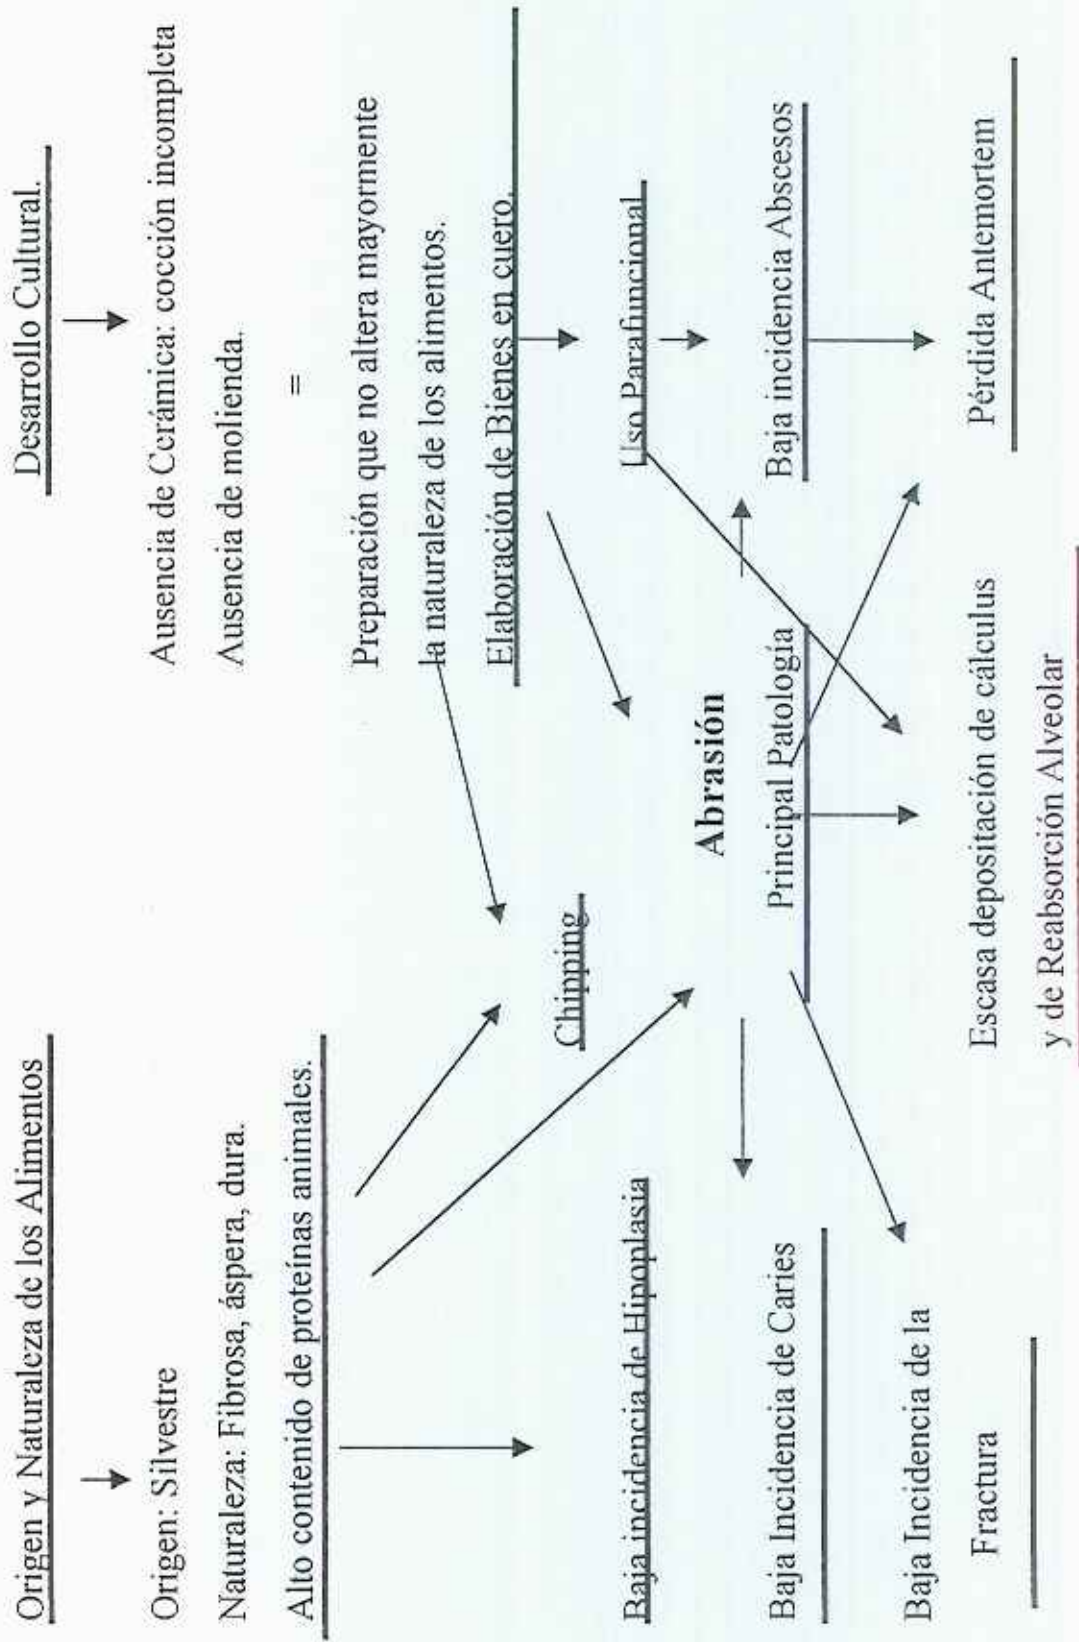 Origen y Naturaleza de los Alimentos
Desarrollo Cultural.
Origen: Silvestre
Naturaleza: Fibrosa, áspera, dura.
Alto contenido de proteínas animales.
Ausencia de Cerámica: cocción incompleta
Ausencia de molienda.
=
Preparación que no altera mayormente
la naturaleza de los alimentos.
Elaboración de Bienes en cuero.
Chipping
Uso Parafuncional
Baja incidencia de Hipoplasia
Abrasión
Principal Patología
Baja incidencia Abscesos
Baja Incidencia de Caries
Baja Incidencia de la
Fractura
Escasa depositación de cálculus
y de Reabsorción Alveolar
Pérdida Antemortem